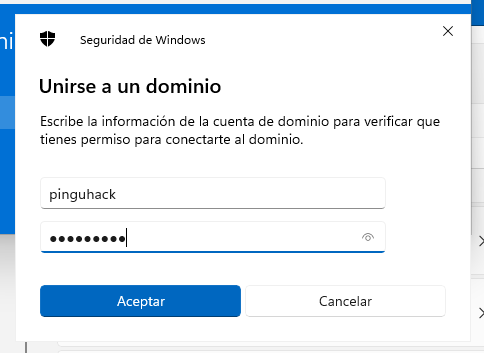 Seguridad de Windows
Unirse a un dominio
Escribe la información de la cuenta de dominio para verificar que
tienes permiso para conectarte al dominio.
pinguhack
●●●●●●●●●
Aceptar
Cancelar